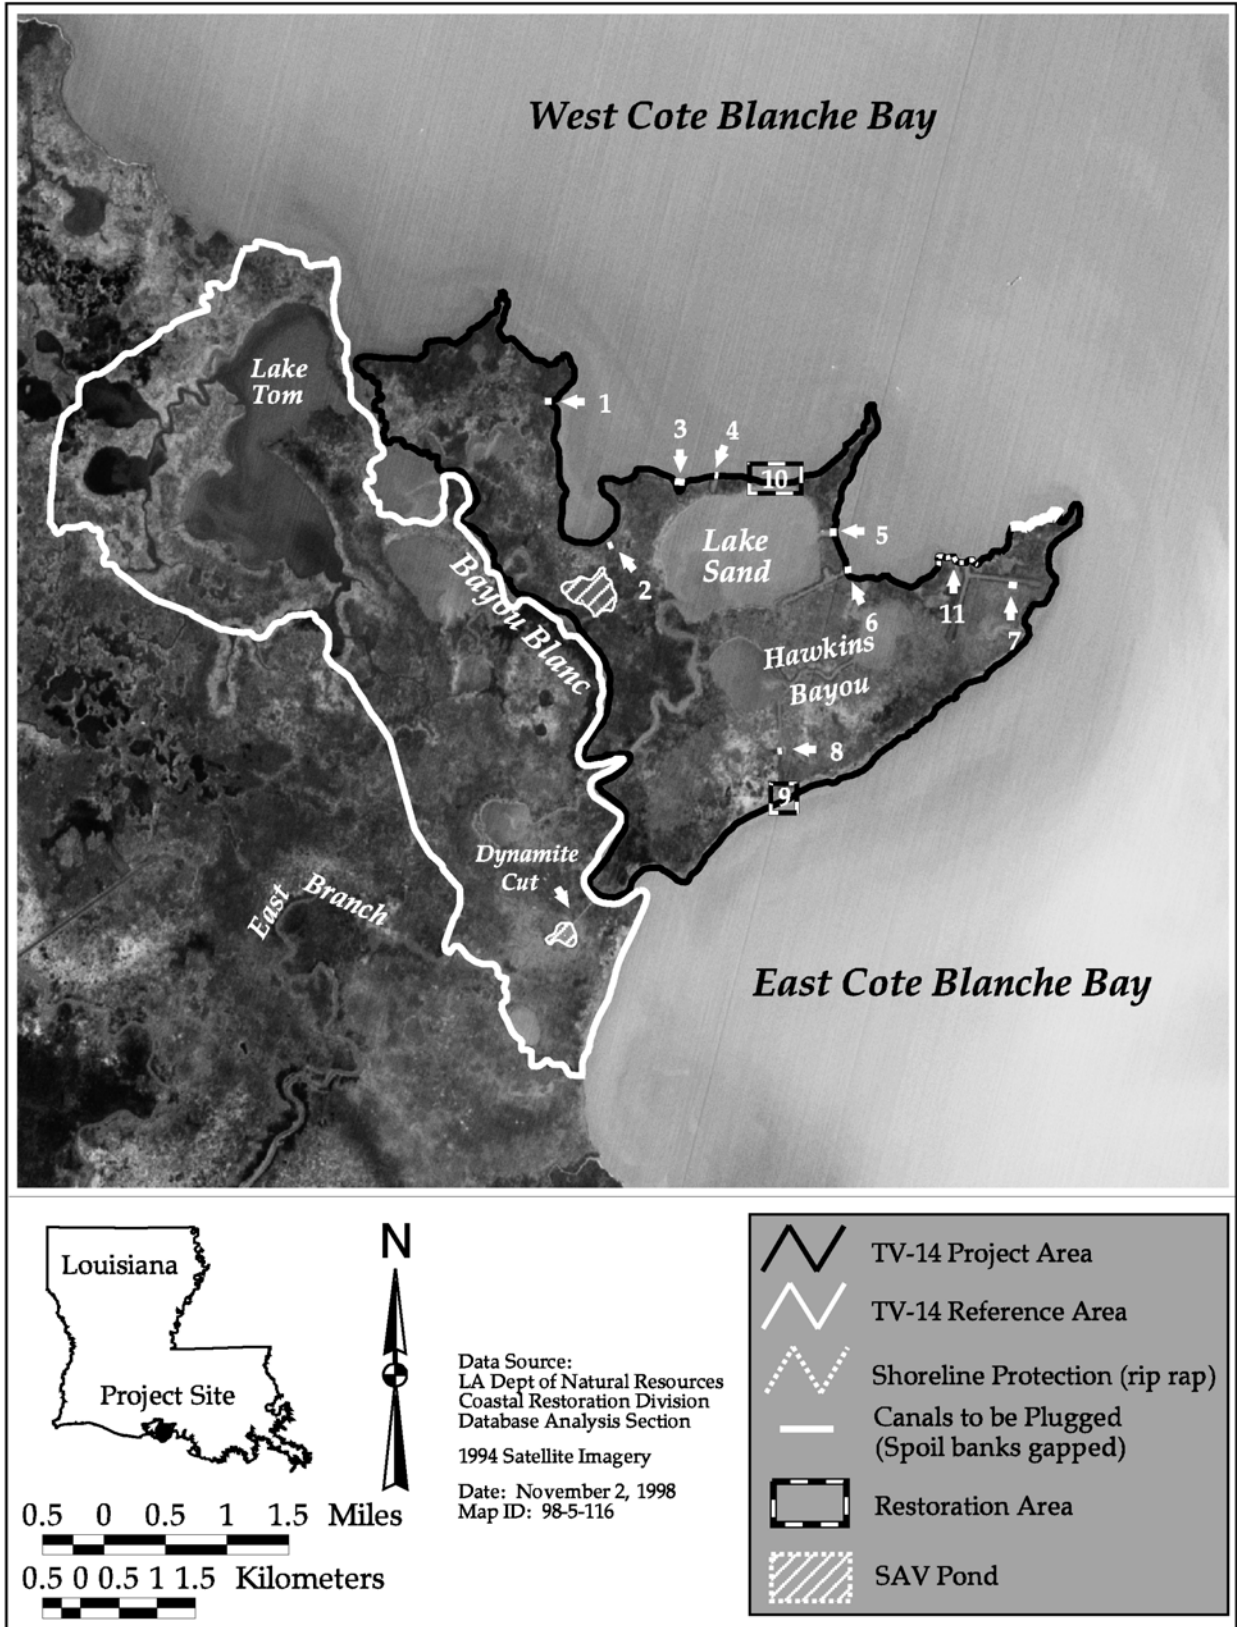 West Cote Blanche Bay
Lake
Tom
1
3
4
10
5
Lake
Sand
2
6
11
7
Bayou Blanc
Hawkins
Bayou
8
9
Dynamite
Cut
East Branch
East Cote Blanche Bay
Louisiana
Project Site
N
Data Source:
LA Dept of Natural Resources
Coastal Restoration Division
Database Analysis Section
1994 Satellite Imagery
Date: November 2, 1998
Map ID: 98-5-116
0.5 0 0.5 1 1.5 Miles
0.5 0 0.5 1 1.5 Kilometers
TV-14 Project Area
TV-14 Reference Area
Shoreline Protection (rip rap)
Canals to be Plugged
(Spoil banks gapped)
Restoration Area
SAV Pond